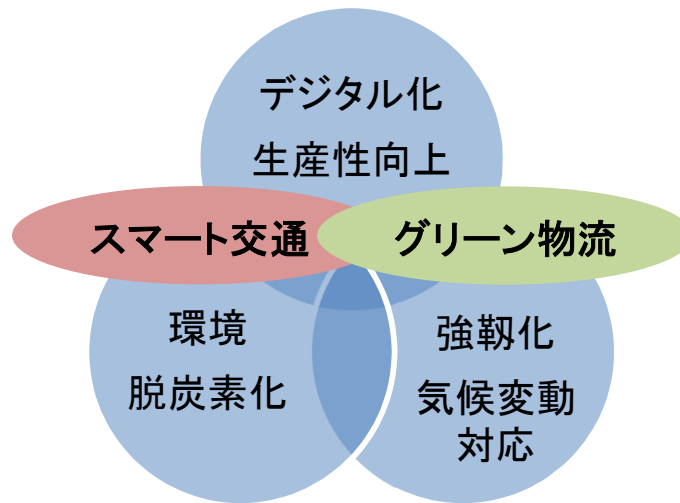 デジタル化
生産性向上
スマート交通
グリーン物流
環境
脱炭素化
強靱化
気候変動
対応